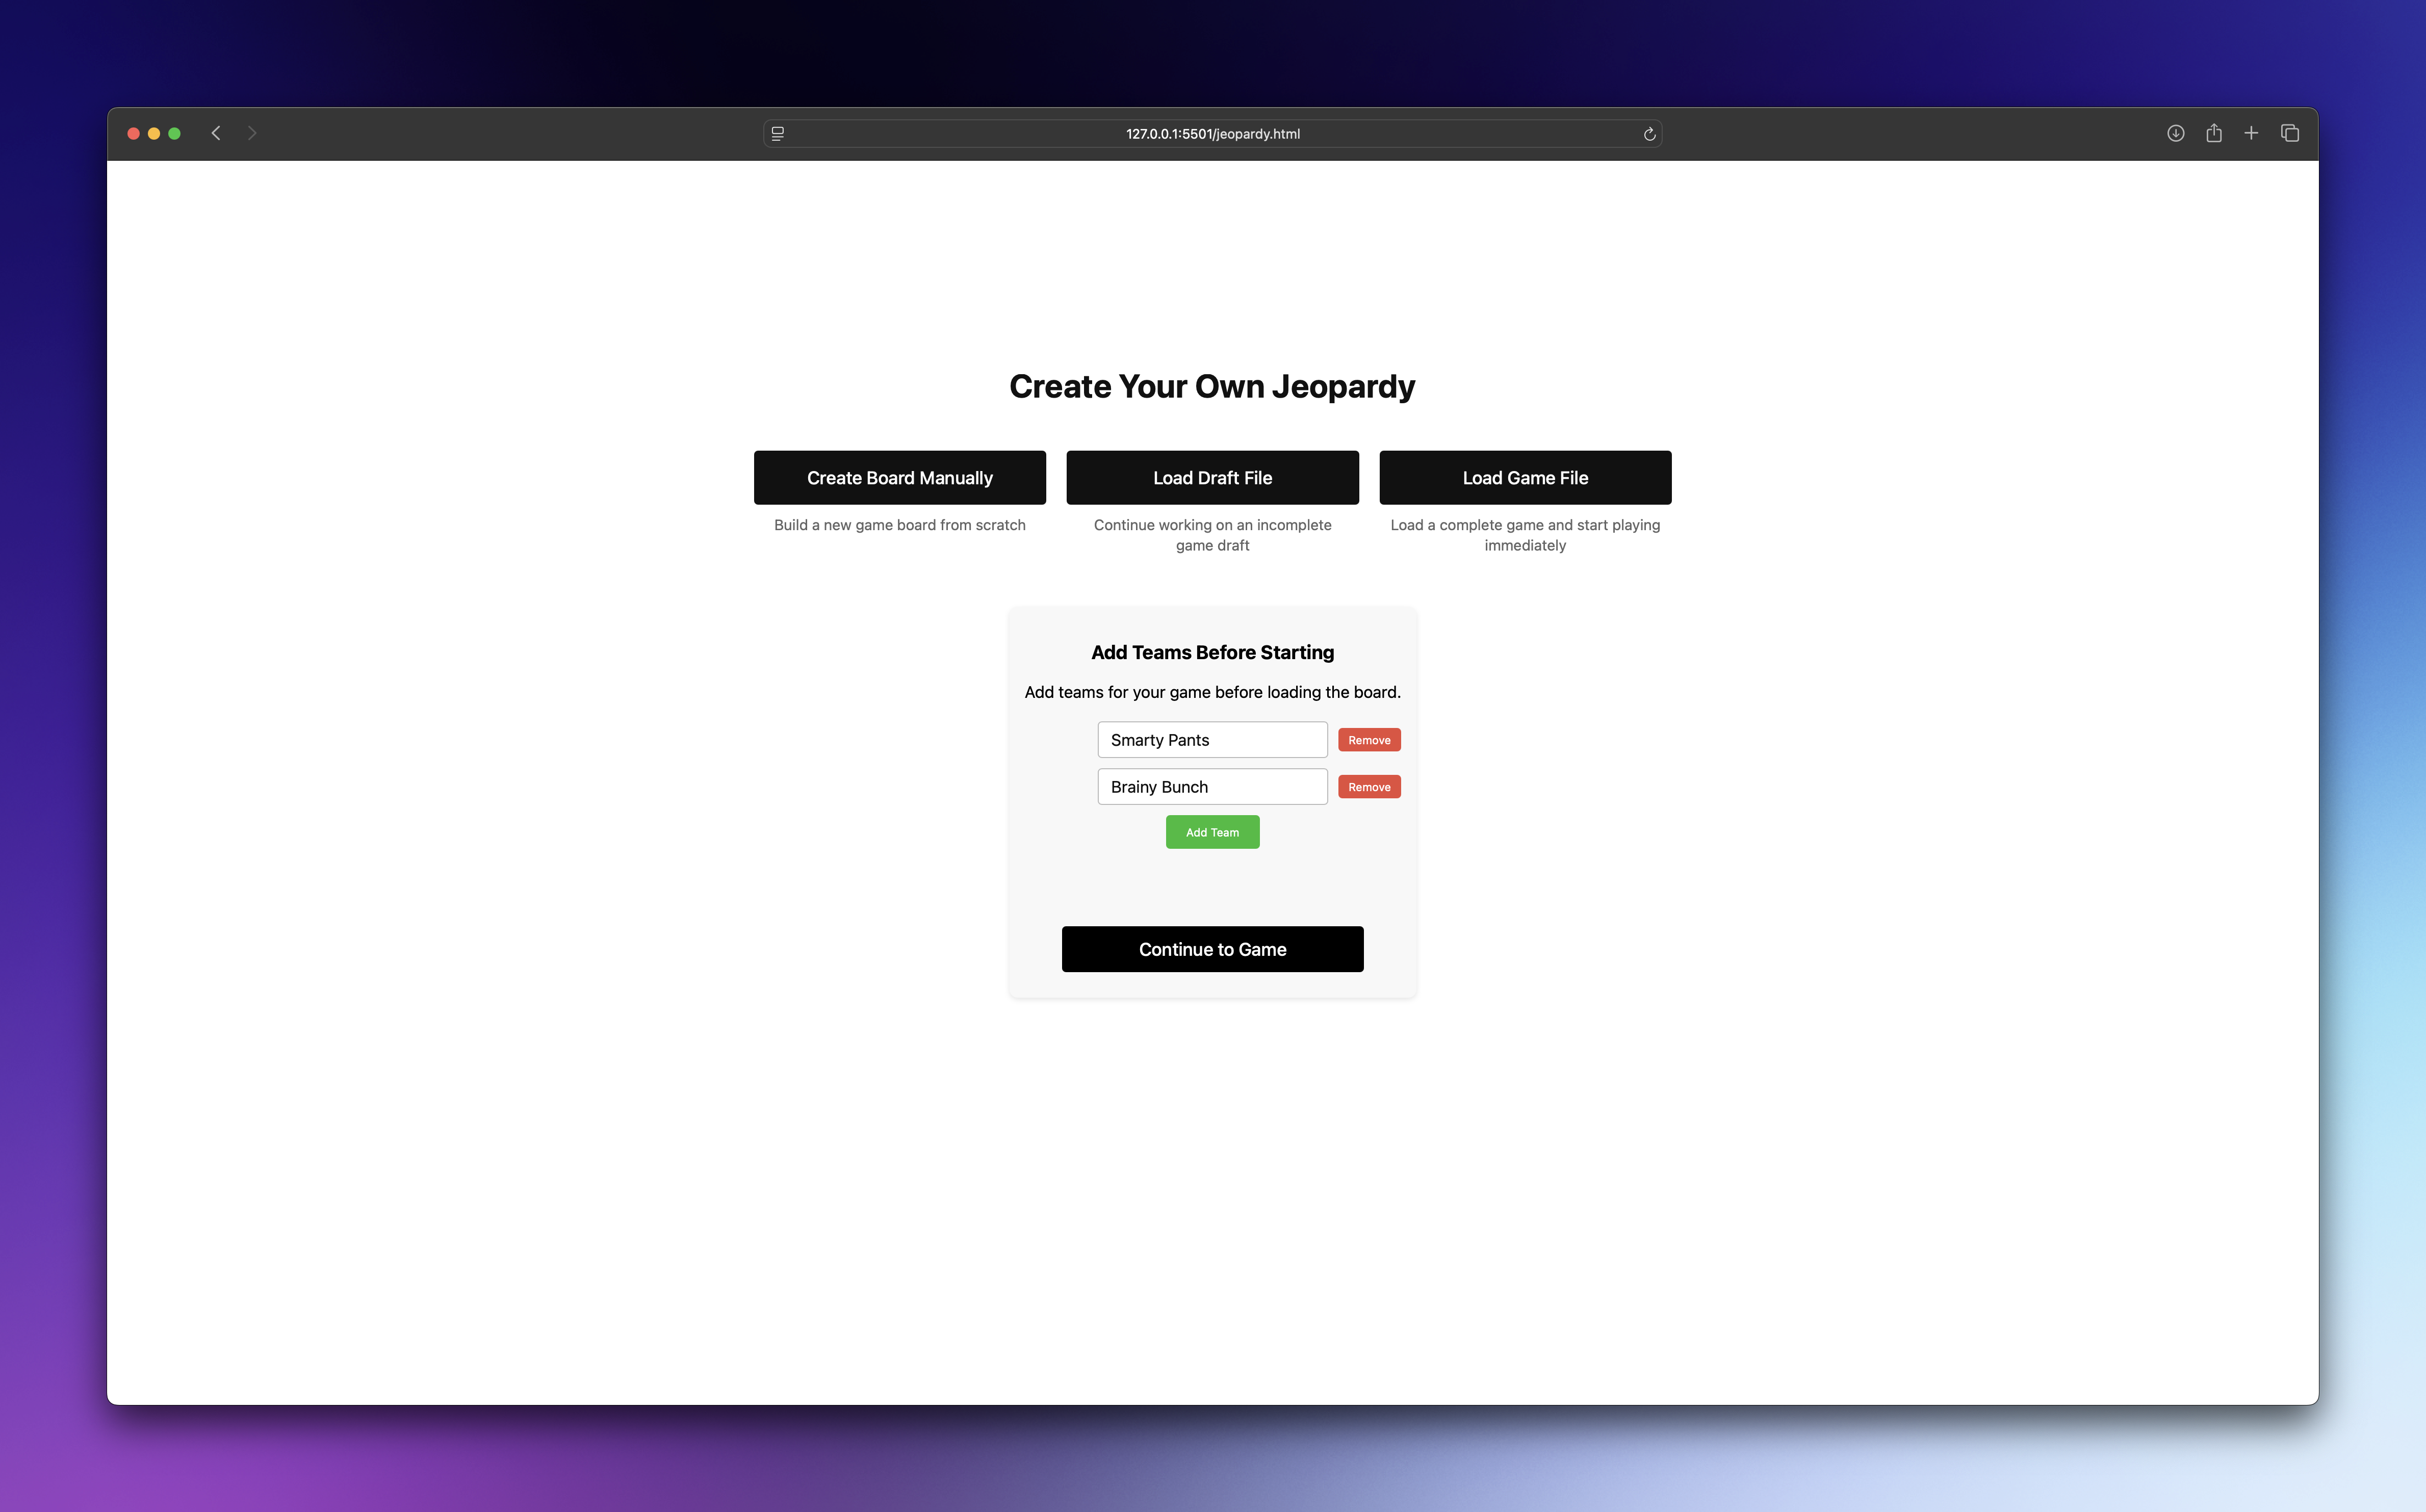 127.0.0.1:5501/jeopardy.html
Create Your Own Jeopardy
Create Board Manually
Build a new game board from scratch
Load Draft File
Continue working on an incomplete
game draft
Load Game File
Load a complete game and start playing
immediately
Add Teams Before Starting
Add teams for your game before loading the board.
Smarty Pants
Remove
Brainy Bunch
Remove
Add Team
Continue to Game